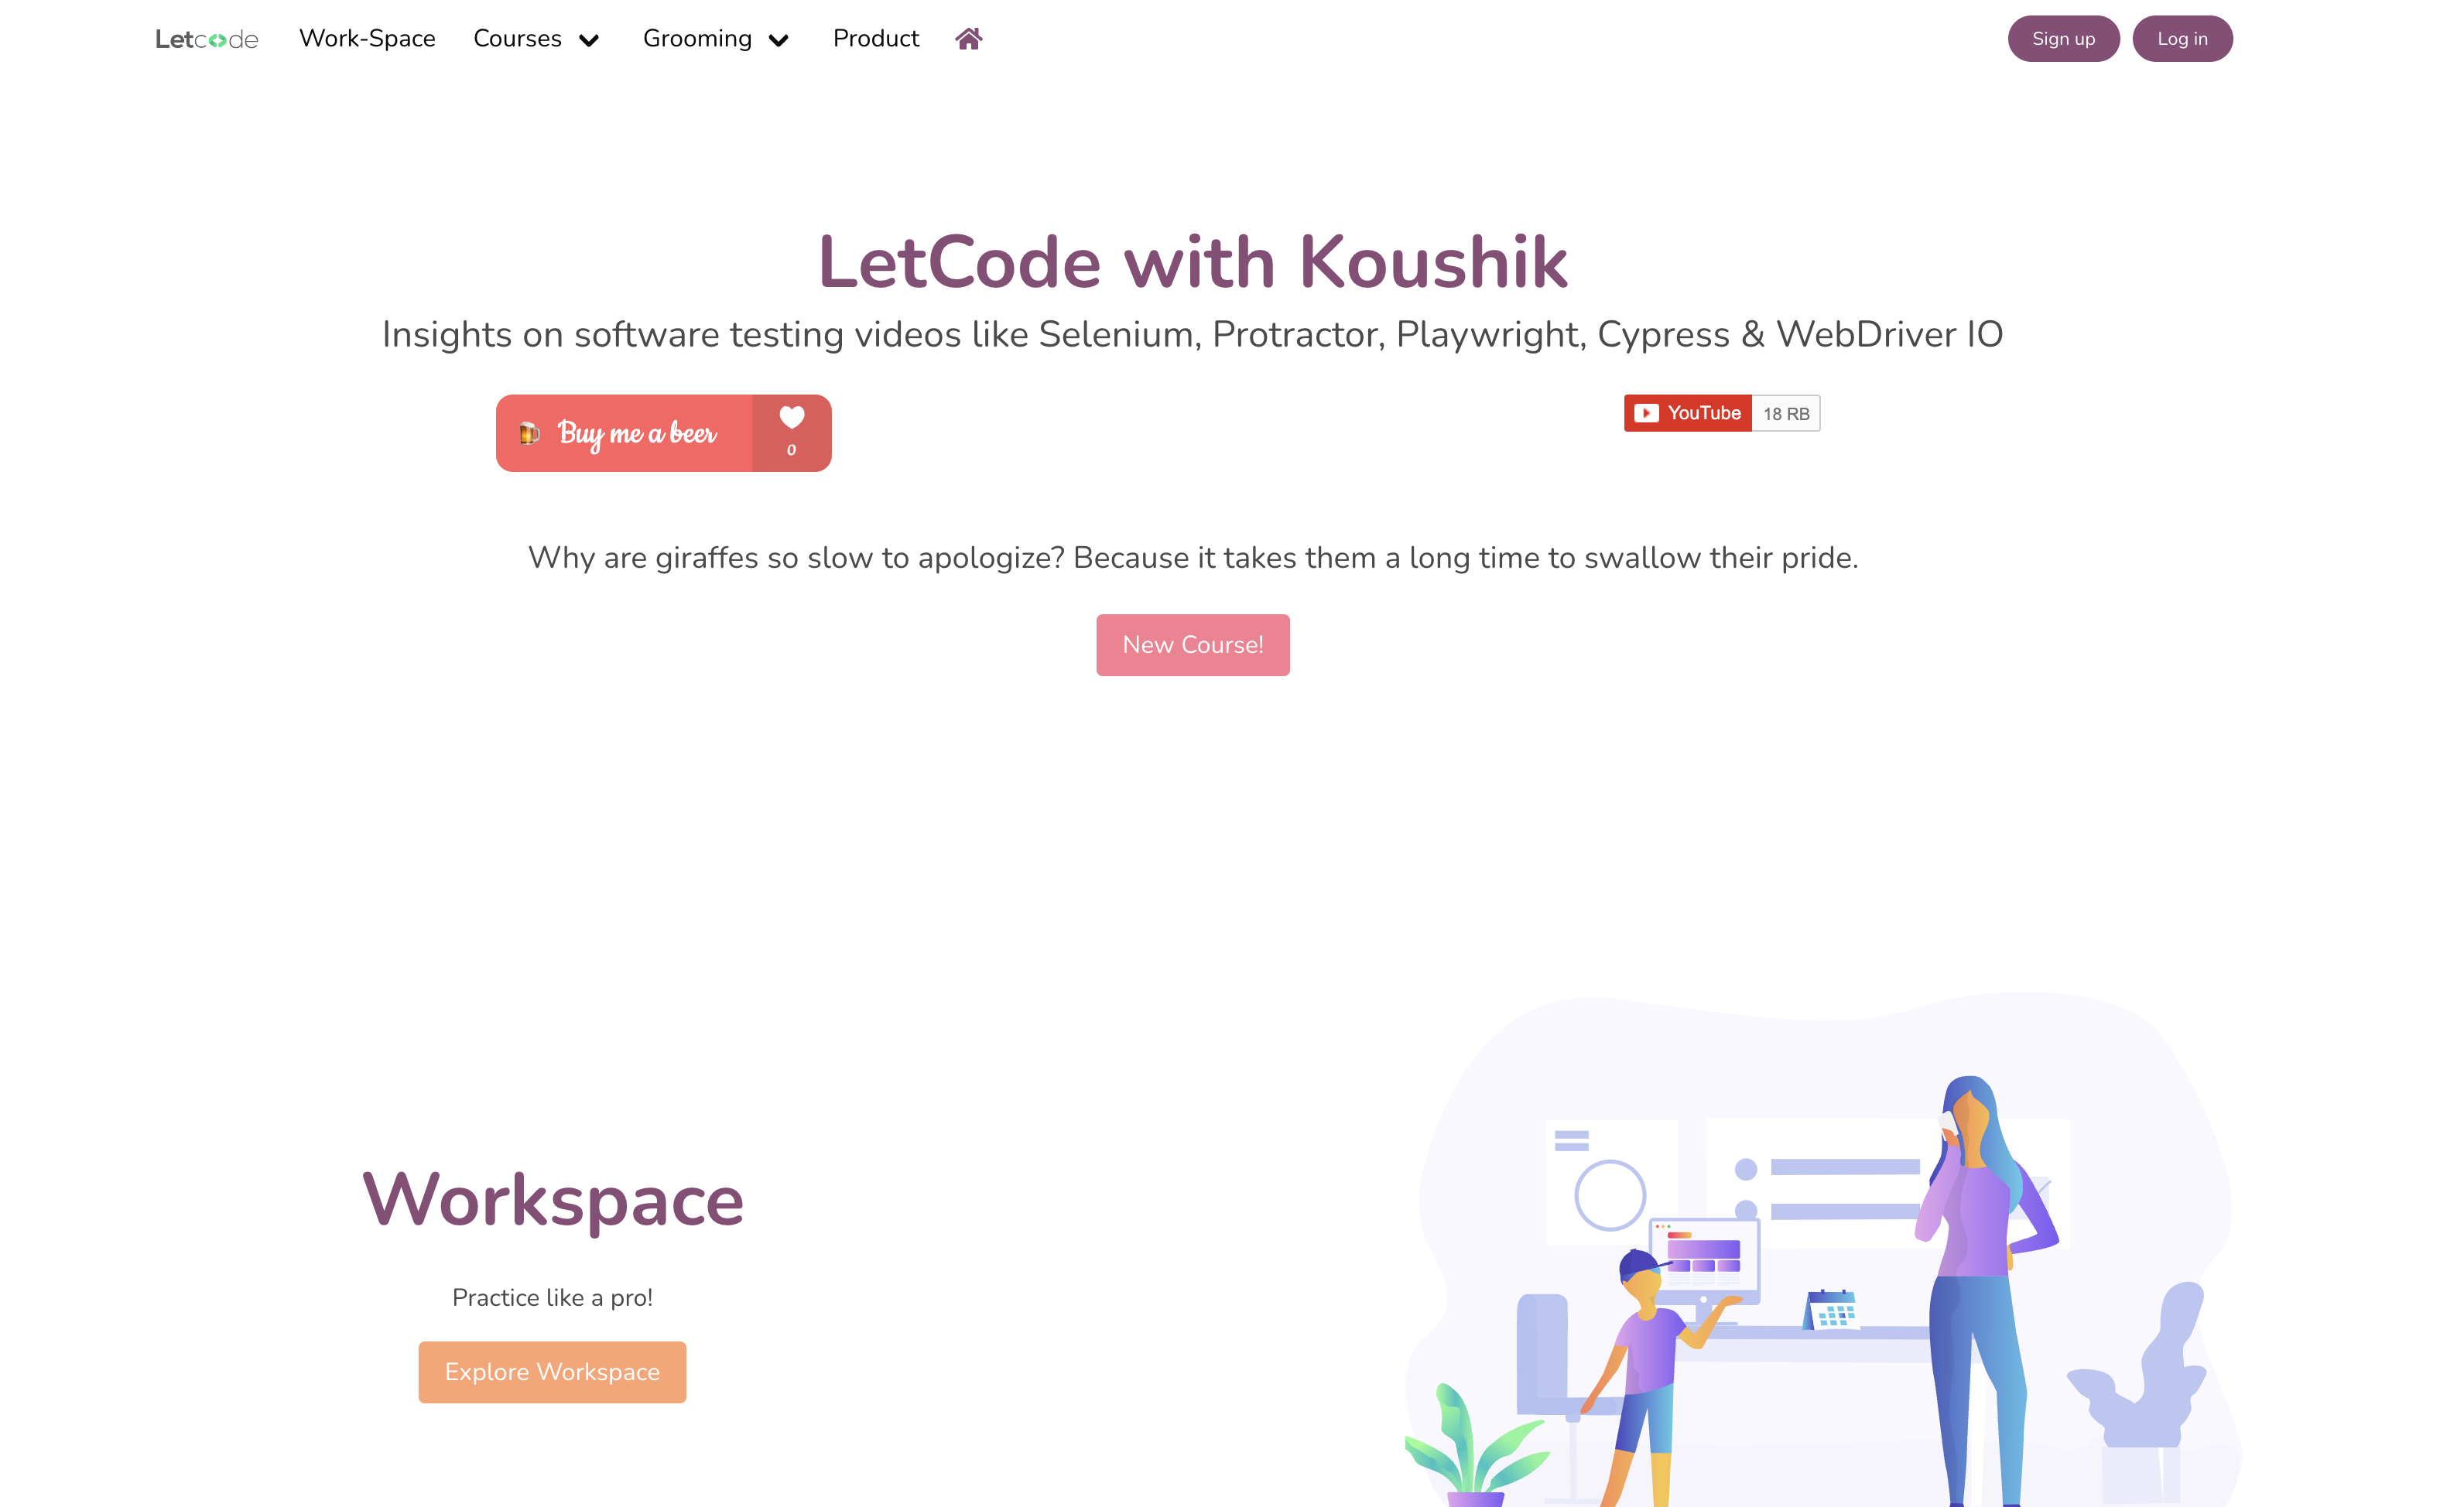 Letcode
Work-Space
Courses
Grooming
Product
Sign up
Log in
LetCode with Koushik
Insights on software testing videos like Selenium, Protractor, Playwright, Cypress & WebDriver IO
Buy me a beer
0
YouTube
18 RB
Why are giraffes so slow to apologize? Because it takes them a long time to swallow their pride.
New Course!
Workspace
Practice like a pro!
Explore Workspace